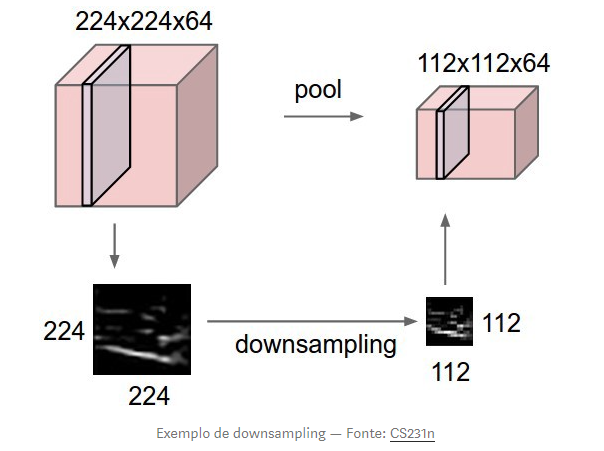 224x224x64
112x112x64
pool
224
112
downsampling
112
224
Exemplo de downsampling — Fonte: CS231n